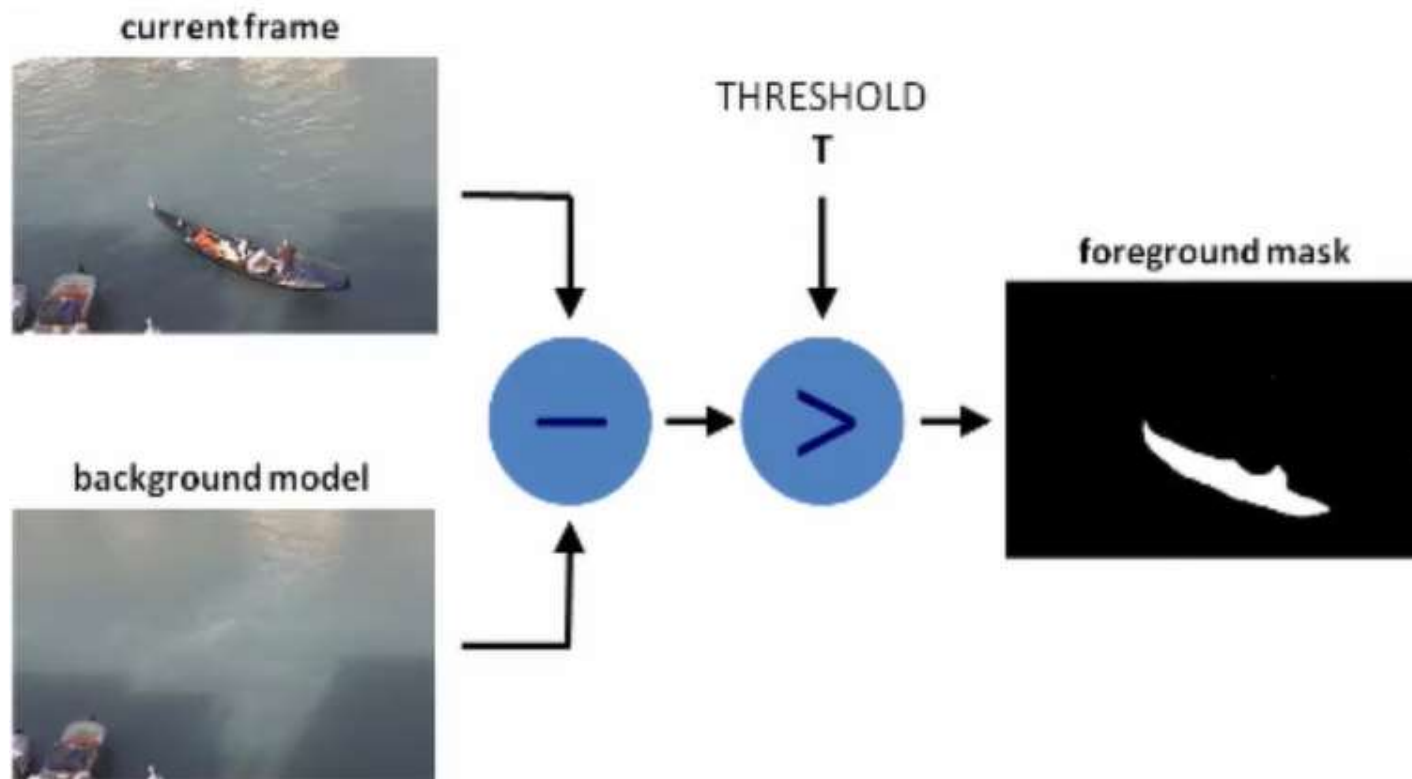 current frame
THRESHOLD
T
foreground mask
−
>
background model